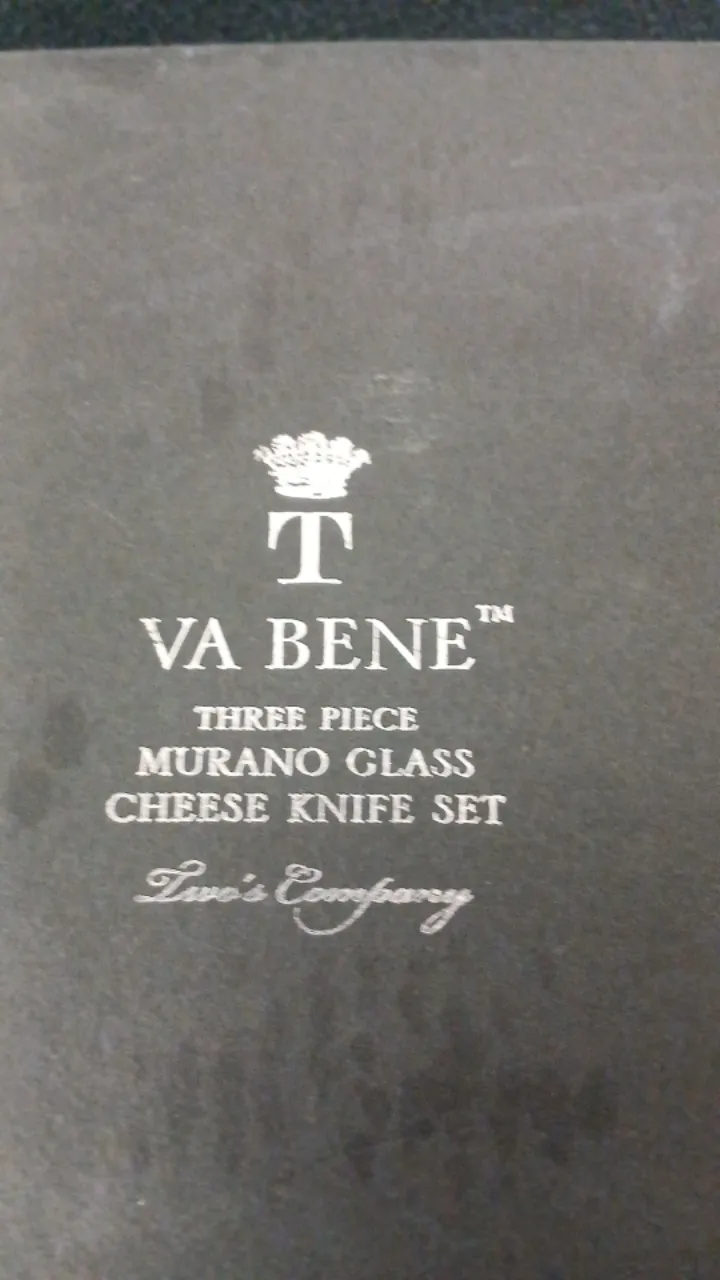 T
VA BENE™
THREE PIECE
MURANO GLASS
CHEESE KNIFE SET
Two's Company